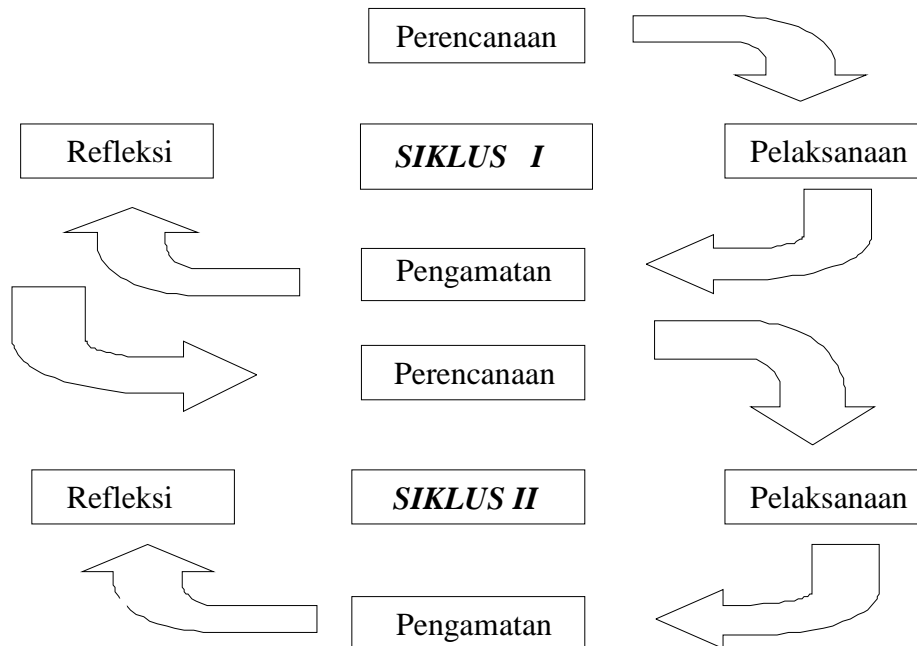 Perencanaan
Refleksi
SIKLUS I
Pelaksanaan
Pengamatan
Perencanaan
Refleksi
SIKLUS II
Pelaksanaan
Pengamatan